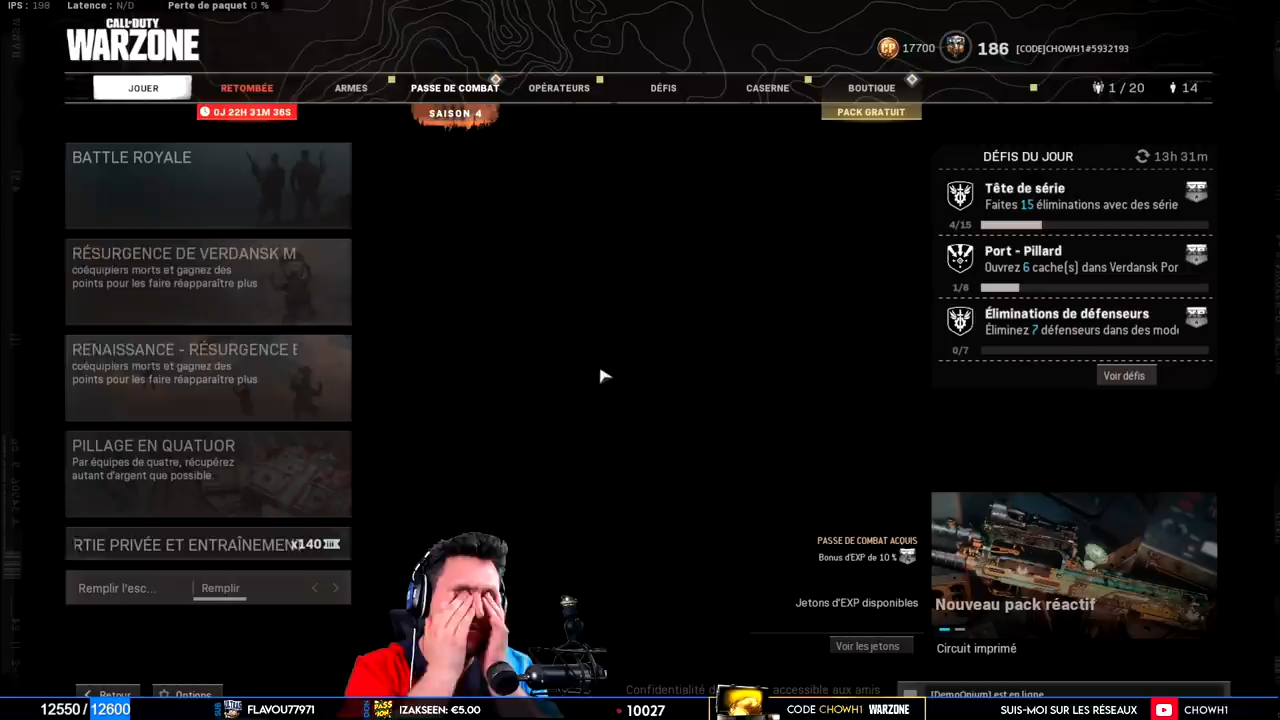 IPS : 198 Latence : N/D Perte de paquet 0 %
CALL OF DUTY
WARZONE
CP 17700 186 [CODE]CHOWH1#5932193
JOUER RETOMBÉE ARMES PASSE DE COMBAT OPÉRATEURS DÉFIS CASERNE BOUTIQUE 1 / 20 14
0J 22H 31M 36S SAISON 4 PACK GRATUIT
BATTLE ROYALE
RÉSURGENCE DE VERDANSK M
coéquipiers morts et gagnez des
points pour les faire réapparaître plus
RENAISSANCE - RÉSURGENCE E
coéquipiers morts et gagnez des
points pour les faire réapparaître plus
PILLAGE EN QUATUOR
Par équipes de quatre, récupérez
autant d'argent que possible.
RTIE PRIVÉE ET ENTRAÎNEMEN x140
Remplir l'esc... Remplir
Retour Options
DÉFIS DU JOUR 13h 31m
Tête de série
Faites 15 éliminations avec des série
4/15
Port - Pillard
Ouvrez 6 cache(s) dans Verdansk Por
1/6
Éliminations de défenseurs
Éliminez 7 défenseurs dans des mode
0/7
Voir défis
PASSE DE COMBAT ACQUIS
Bonus d'EXP de 10 %
Jetons d'EXP disponibles
Voir les jetons
Nouveau pack réactif
Circuit imprimé
Confidentialité d accessible aux amis
[DemoOnium] est en ligne
12550 / 12600 SUB FLAVOU77971 DON IZAKSEEN: €5.00 10027 CODE CHOWH1 WARZONE SUIS-MOI SUR LES RÉSEAUX CHOWH1